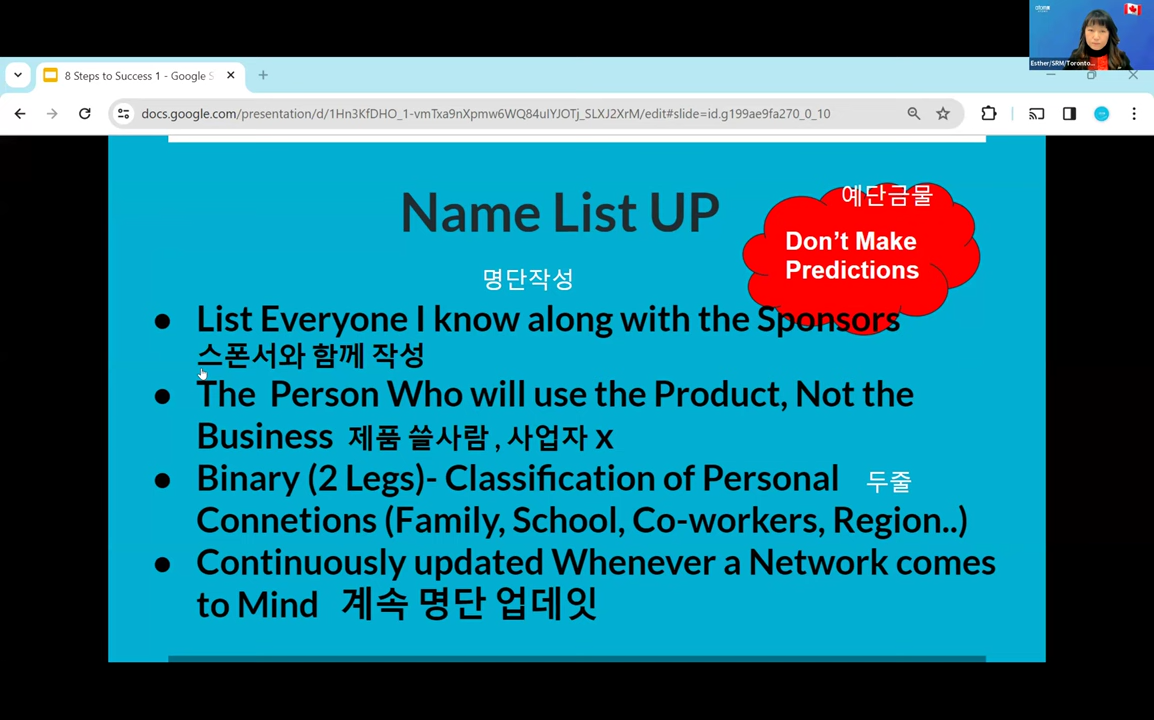 Esther/SRM/Toronto...
8 Steps to Success 1 - Google S
docs.google.com/presentation/d/1Hn3KfDHO_1-vmTxa9nXpmw6WQ84uIYJOTj_SLXJ2XrM/edit#slide=id.g199ae9fa270_0_10
Name List UP
예단금물
Don't Make
Predictions
명단작성
● List Everyone I know along with the Sponsors
스폰서와 함께 작성
● The Person Who will use the Product, Not the
Business 제품 쓸사람 , 사업자 x
● Binary (2 Legs)- Classification of Personal 두줄
Connetions (Family, School, Co-workers, Region..)
● Continuously updated Whenever a Network comes
to Mind 계속 명단 업데잇